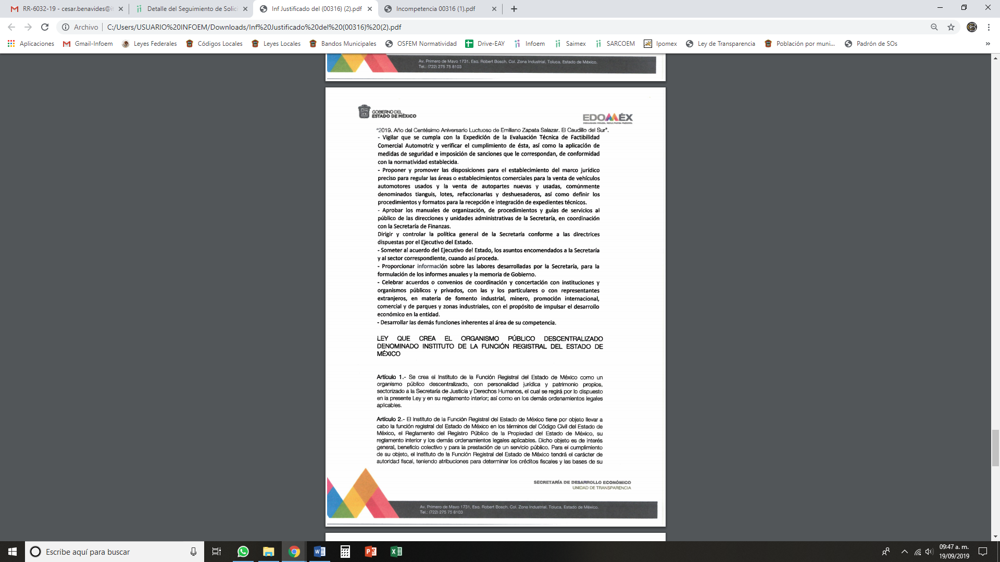 RR-6032-19 - cesar.benavides@i
Detalle del Seguimiento de Solici
Inf Justificado del (00316) (2).pdf
Incompetencia 00316 (1).pdf
Archivo
C:/Users/USUARIO%20INFOEM/Downloads/Inf%20Justificado%20del%20(00316)%20(2).pdf
Aplicaciones
Gmail-Infoem
Leyes Federales
Códigos Locales
Leyes Locales
Bandos Municipales
OSFEM Normatividad
Drive-EAY
Infoem
Saimex
SARCOEM
Ipomex
Ley de Transparencia
Población por muni...
Padrón de SOs
»
Av. Primero de Mayo 1731, Esq. Robert Bosch, Col. Zona Industrial, Toluca, Estado de México.
Tel.: (722) 275 75 8103
GOBIERNO DEL
ESTADO DE MÉXICO
EDOMÉX
"2019. Año del Centésimo Aniversario Luctuoso de Emiliano Zapata Salazar. El Caudillo del Sur".
- Vigilar que se cumpla con la Expedición de la Evaluación Técnica de Factibilidad
Comercial Automotriz y verificar el cumplimiento de ésta, así como la aplicación de
medidas de seguridad e imposición de sanciones que le correspondan, de conformidad
con la normatívidad establecida.
- Proponer y promover las disposiciones para el establecimiento del marco jurídico
preciso para regular las áreas o establecimientos comerciales para la venta de vehículos
automotores usados y la venta de autopartes nuevas y usadas, comúnmente
denominados tianguis, lotes, refaccionarias y deshuesaderos, así como definir los
procedimientos y formatos para la recepción e integración de expedientes técnicos.
- Aprobar los manuales de organización, de procedimientos y guías de servicios al
público de las direcciones y unidades administrativas de la Secretaría, en coordinación
con la Secretaría de Finanzas.
Dirigir y controlar la política general de la Secretaría conforme a las directrices
dispuestas por el Ejecutivo del Estado.
- Someter al acuerdo del Ejecutivo del Estado, los asuntos encomendados a la Secretaría
y al sector correspondiente, cuando así proceda.
- Proporcionar información sobre las labores desarrolladas por la Secretaría, para la
formulación de los informes anuales y la memoria de Gobierno.
- Celebrar acuerdos o convenios de coordinación y concertación con instituciones y
organismos públicos y privados, con las y los particulares o con representantes
extranjeros, en materia de fomento industrial, minero, promoción internacional,
comercial y de parques y zonas industriales, con el propósito de impulsar el desarrollo
económico en la entidad.
- Desarrollar las demás funciones inherentes al área de su competencia.
LEY QUE CREA EL ORGANISMO PÚBLICO DESCENTRALIZADO
DENOMINADO INSTITUTO DE LA FUNCIÓN REGISTRAL DEL ESTADO DE
MÉXICO
Artículo 1.- Se crea el Instituto de la Función Registral del Estado de México como un
organismo público descentralizado, con personalidad jurídica y patrimonio propios,
sectorizado a la Secretaría de Justicia y Derechos Humanos, el cual se regirá por lo dispuesto
en la presente Ley y en su reglamento interior; así como en los demás ordenamientos legales
aplicables.
Artículo 2.- El Instituto de la Función Registral del Estado de México tiene por objeto llevar a
cabo la función registral del Estado de México en los términos del Código Civil del Estado de
México, el Reglamento del Registro Público de la Propiedad del Estado de México, su
reglamento interior y los demás ordenamientos legales aplicables. Dicho objeto es de interés
general, beneficio colectivo y para la prestación de un servicio público. Para el cumplimiento
de su objeto, el Instituto de la Función Registral del Estado de México tendrá el carácter de
autoridad fiscal, teniendo atribuciones para determinar los créditos fiscales y las bases de su
SECRETARÍA DE DESARROLLO ECONÓMICO
UNIDAD DE TRANSPARENCIA
Av. Primero de Mayo 1731, Esq. Robert Bosch, Col. Zona Industrial, Toluca, Estado de México.
Tel.: (722) 275 75 8103
Escribe aquí para buscar
09:47 a. m.
19/09/2019